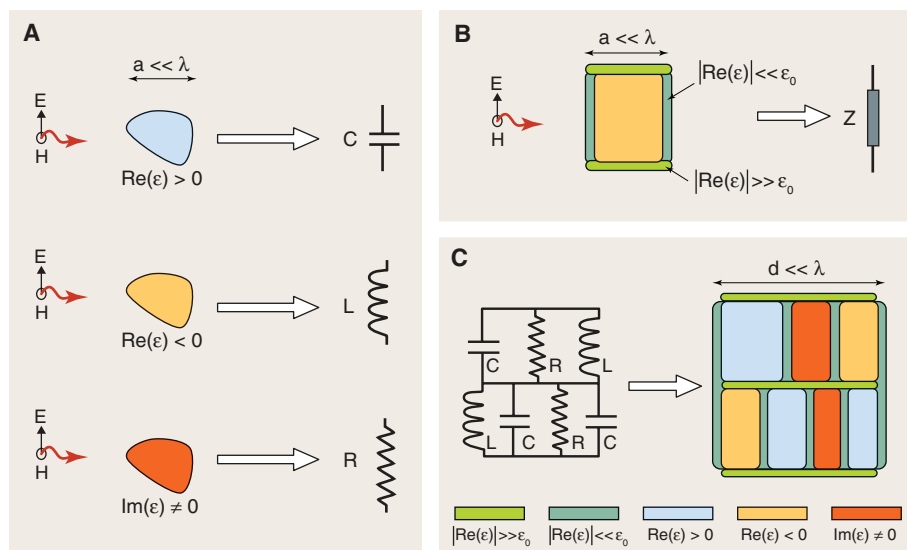 A
a << λ
E
H
Re(ε) > 0
C
E
H
Re(ε) < 0
L
E
H
Im(ε) ≠ 0
R
B
a << λ
E
H
|Re(ε)|<<ε₀
|Re(ε)|>>ε₀
Z
C
d << λ
C
R
L
L
C
R
C
|Re(ε)|>>ε₀
|Re(ε)|<<ε₀
Re(ε) > 0
Re(ε) < 0
Im(ε) ≠ 0